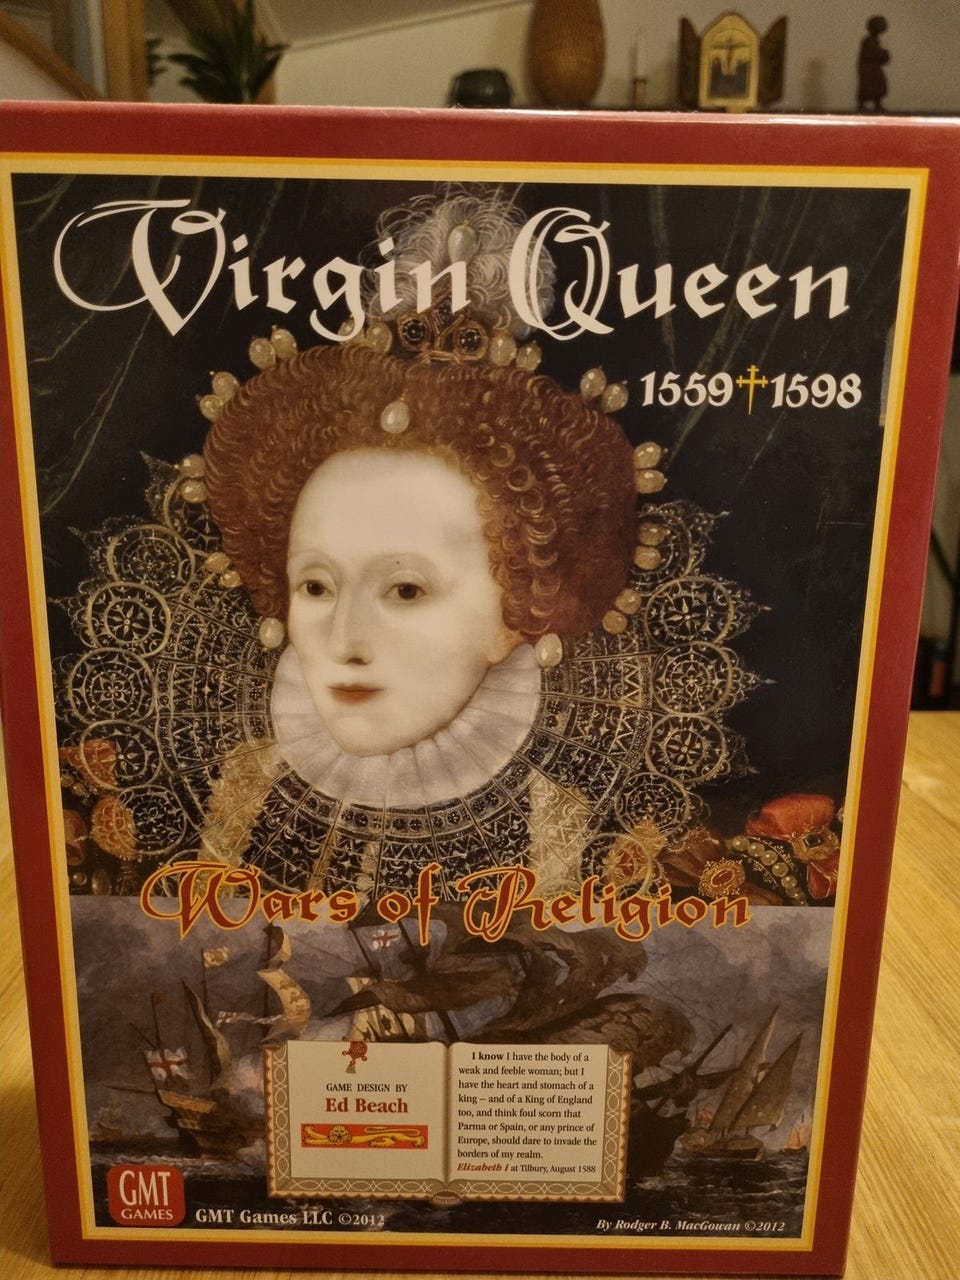 Virgin Queen
1559 1598
Wars of Religion
GAME DESIGN BY
Ed Beach
I know I have the body of a
weak and feeble woman; but I
have the heart and stomach of a
king – and of a King of England
too, and think foul scorn that
Parma or Spain, or any prince of
Europe, should dare to invade the
borders of my realm.
Elizabeth I at Tilbury, August 1588
GMT
GAMES
GMT Games LLC ©2012
By Rodger B. MacGowan ©2012